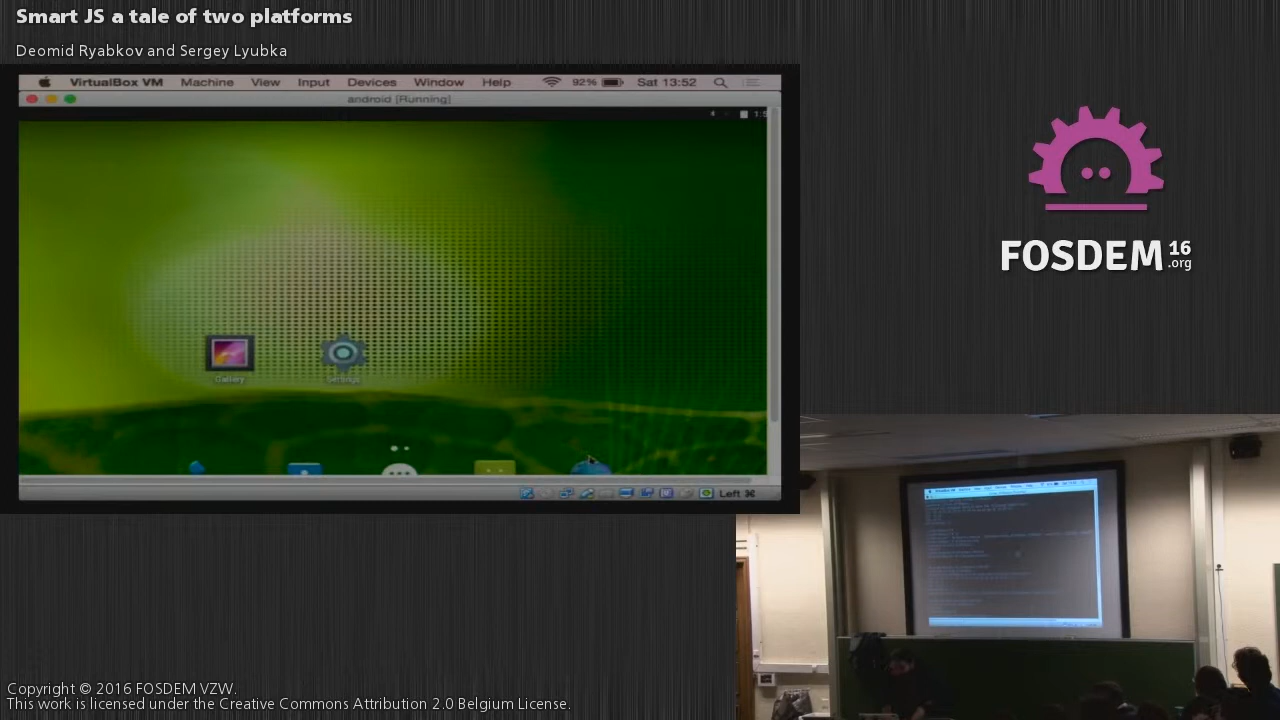 Smart JS a tale of two platforms
Deomid Ryabkov and Sergey Lyubka
VirtualBox VM Machine View Input Devices Window Help 92% Sat 13:52
android [Running]
FOSDEM 16 .org
Gallery
Settings
Left ⌘
Copyright © 2016 FOSDEM VZW.
This work is licensed under the Creative Commons Attribution 2.0 Belgium License.